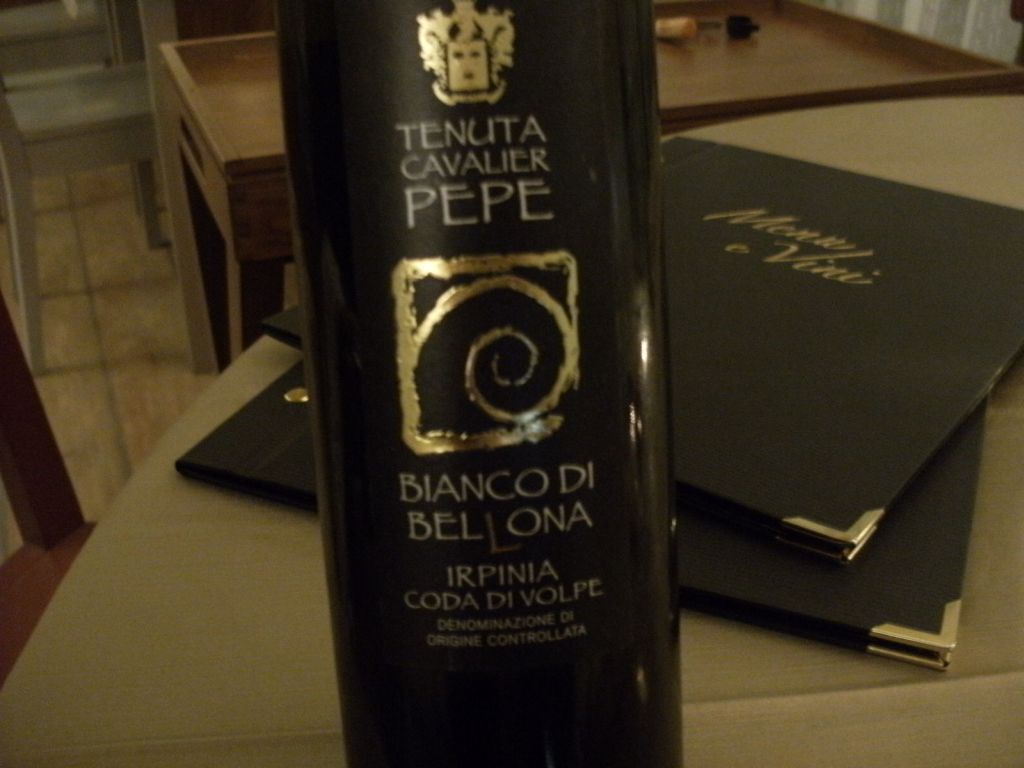 TENUTA
CAVALIER
PEPE
BIANCO DI
BELLONA
IRPINIA
CODA DI VOLPE
DENOMINAZIONE DI
ORIGINE CONTROLLATA
Menu
e Vini